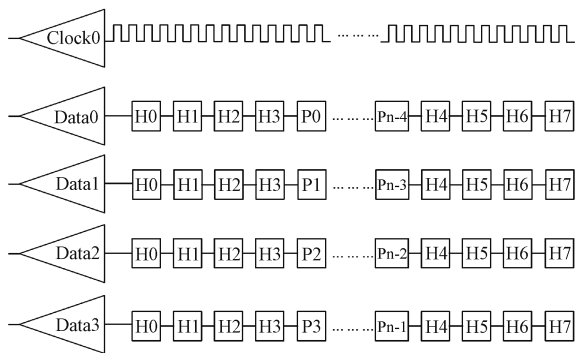 Clock0 … … …
Data0 H0 H1 H2 H3 P0 … … … Pn-4 H4 H5 H6 H7
Data1 H0 H1 H2 H3 P1 … … … Pn-3 H4 H5 H6 H7
Data2 H0 H1 H2 H3 P2 … … … Pn-2 H4 H5 H6 H7
Data3 H0 H1 H2 H3 P3 … … … Pn-1 H4 H5 H6 H7